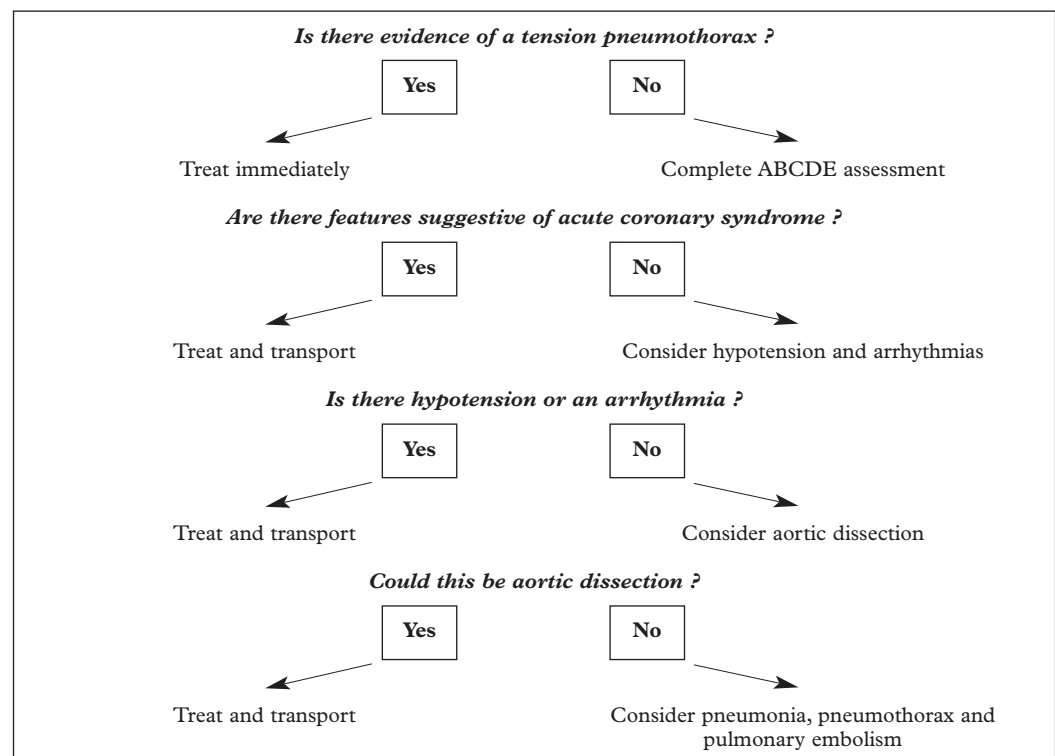 Is there evidence of a tension pneumothorax ?
Yes
No
Treat immediately
Complete ABCDE assessment
Are there features suggestive of acute coronary syndrome ?
Yes
No
Treat and transport
Consider hypotension and arrhythmias
Is there hypotension or an arrhythmia ?
Yes
No
Treat and transport
Consider aortic dissection
Could this be aortic dissection ?
Yes
No
Treat and transport
Consider pneumonia, pneumothorax and
pulmonary embolism